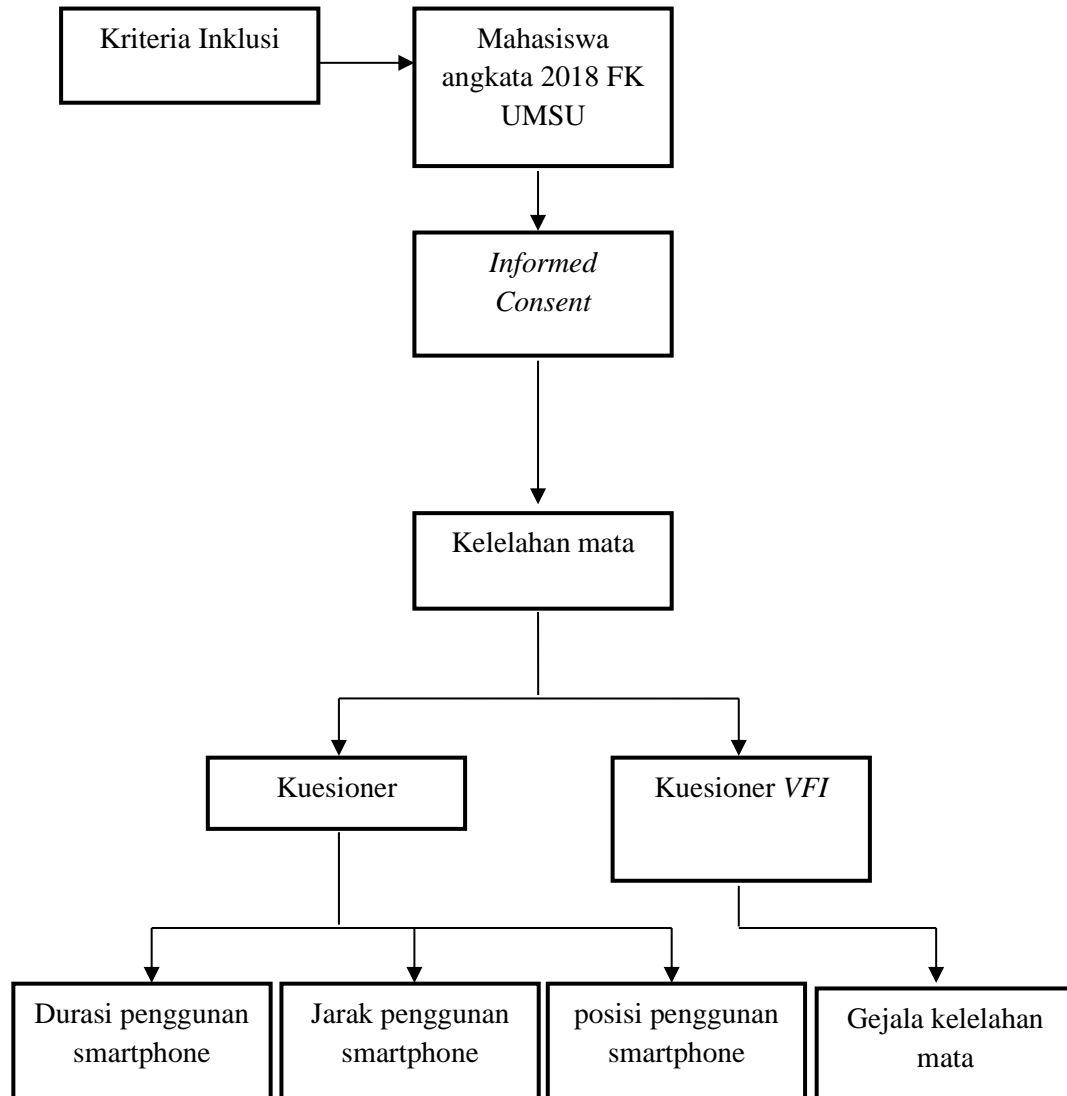 Kriteria Inklusi
Mahasiswa
angkata 2018 FK
UMSU
Informed
Consent
Kelelahan mata
Kuesioner
Kuesioner VFI
Durasi penggunan
smartphone
Jarak penggunan
smartphone
posisi penggunan
smartphone
Gejala kelelahan
mata